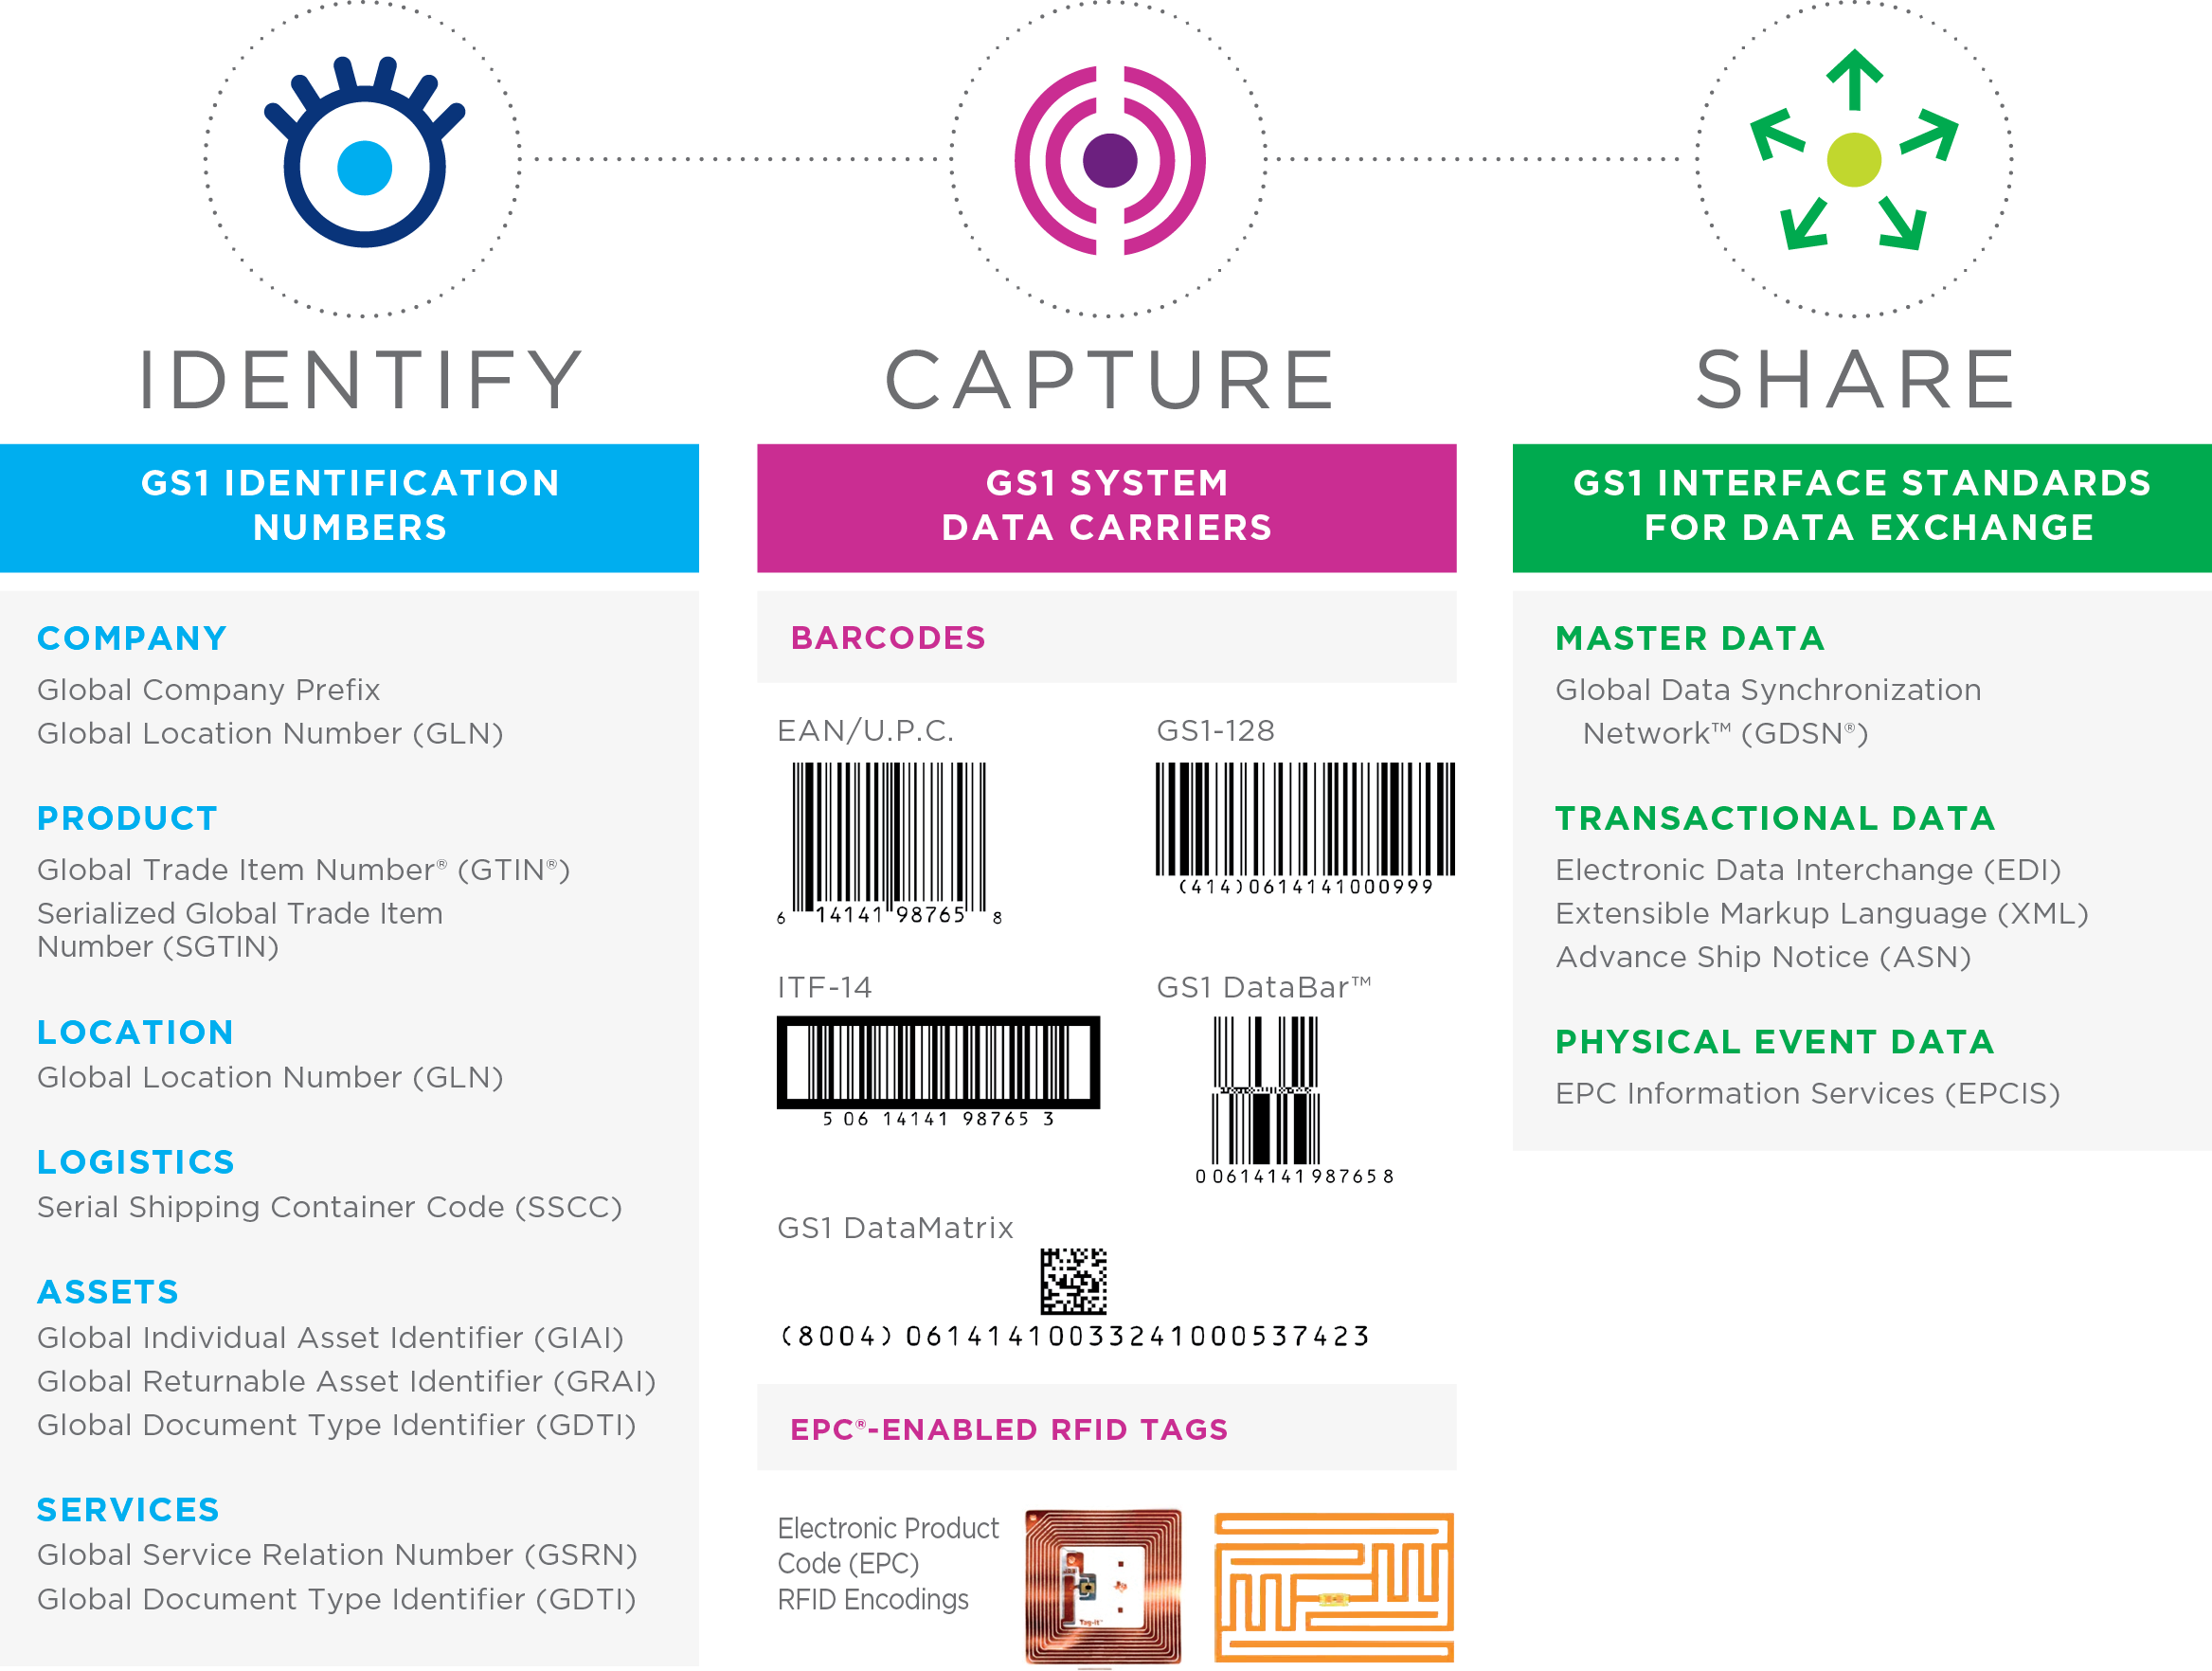 IDENTIFY
GS1 IDENTIFICATION
NUMBERS
COMPANY
Global Company Prefix
Global Location Number (GLN)
PRODUCT
Global Trade Item Number® (GTIN®)
Serialized Global Trade Item
Number (SGTIN)
LOCATION
Global Location Number (GLN)
LOGISTICS
Serial Shipping Container Code (SSCC)
ASSETS
Global Individual Asset Identifier (GIAI)
Global Returnable Asset Identifier (GRAI)
Global Document Type Identifier (GDTI)
SERVICES
Global Service Relation Number (GSRN)
Global Document Type Identifier (GDTI)
CAPTURE
GS1 SYSTEM
DATA CARRIERS
BARCODES
EAN/U.P.C.
6 14141 98765 8
GS1-128
(414)0614141000999
ITF-14
5 06 14141 98765 3
GS1 DataBar™
00614141987658
GS1 DataMatrix
(8004) 06141410033241000537423
EPC®-ENABLED RFID TAGS
Electronic Product
Code (EPC)
RFID Encodings
Tag-it™
SHARE
GS1 INTERFACE STANDARDS
FOR DATA EXCHANGE
MASTER DATA
Global Data Synchronization
Network™ (GDSN®)
TRANSACTIONAL DATA
Electronic Data Interchange (EDI)
Extensible Markup Language (XML)
Advance Ship Notice (ASN)
PHYSICAL EVENT DATA
EPC Information Services (EPCIS)